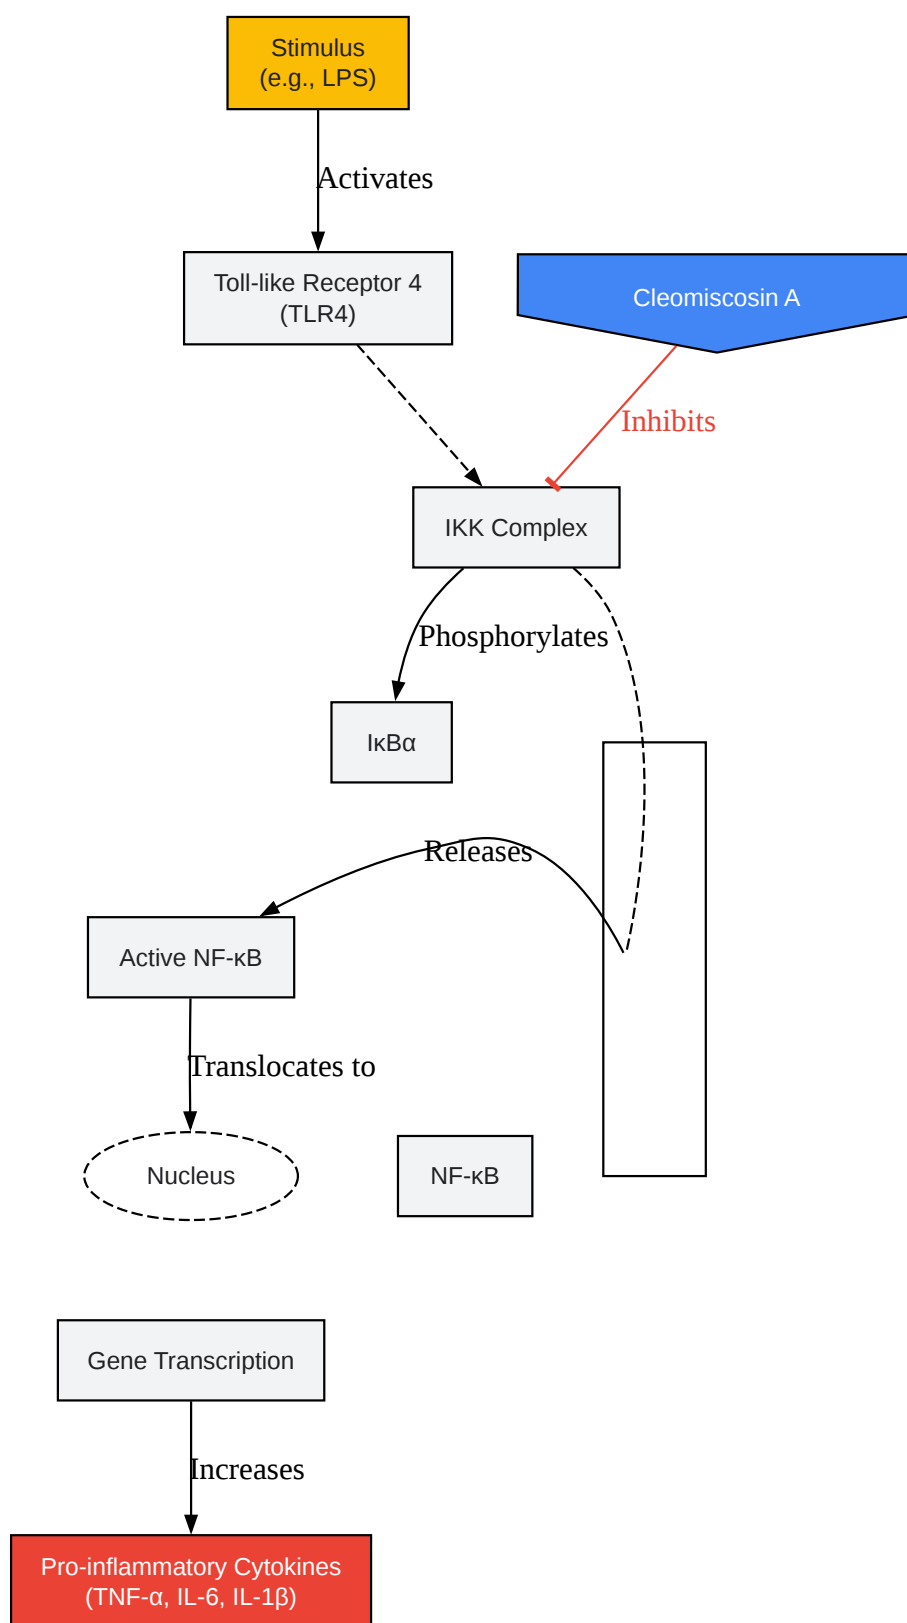 Stimulus
(e.g., LPS)
Activates
Toll-like Receptor 4
(TLR4)
Cleomiscosin A
Inhibits
IKK Complex
Phosphorylates
IκBα
Releases
Active NF-κB
Translocates to
Nucleus
NF-κB
Gene Transcription
Increases
Pro-inflammatory Cytokines
(TNF-α, IL-6, IL-1β)